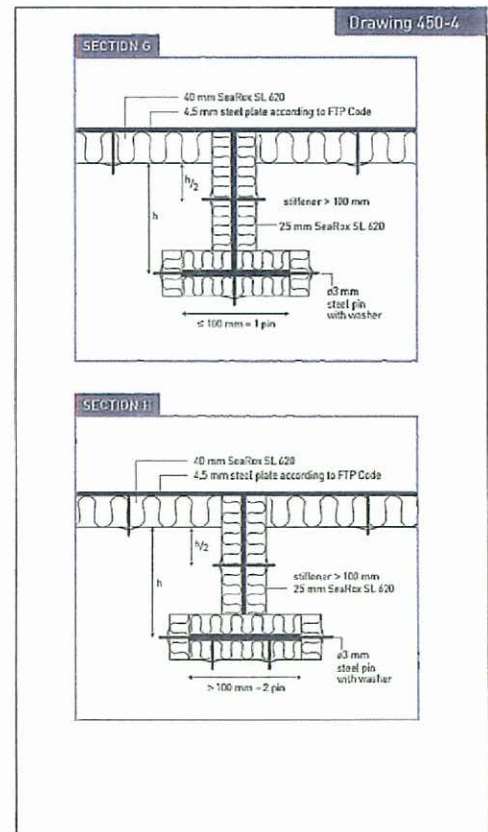 Drawing 450-4
SECTION G
40 mm SeaRox SL 620
4.5 mm steel plate according to FTP Code
h/2
h
stiffener > 100 mm
25 mm SeaRox SL 620
ø3 mm
steel pin
with washer
≤ 100 mm = 1 pin
SECTION H
40 mm SeaRox SL 620
4.5 mm steel plate according to FTP Code
h/2
h
stiffener > 100 mm
25 mm SeaRox SL 620
ø3 mm
steel pin
with washer
> 100 mm = 2 pin